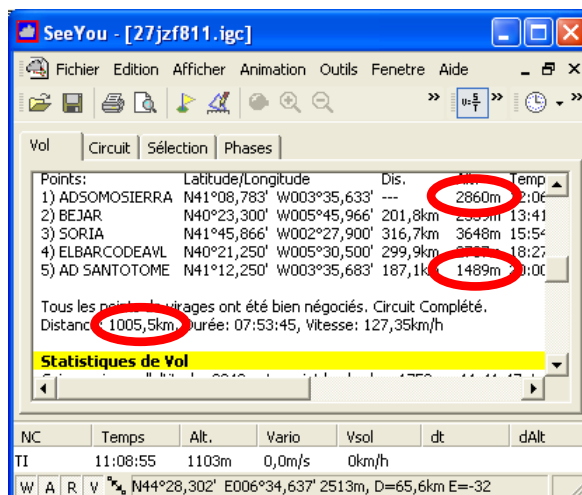 SeeYou - [27jzf811.igc]
Fichier Edition Afficher Animation Outils Fenetre Aide
Vol Circuit Sélection Phases
Points: Latitude/Longitude Dis. Temp
1) ADSOMOSIERRA N41°08,783' W003°35,633' --- 2860m
2) BEJAR N40°23,300' W005°45,966' 201,8km 13:41
3) SORIA N41°45,866' W002°27,900' 316,7km 3648m 15:54
4) ELBARCODEAVL N40°21,250' W005°30,500' 299,9km 18:27
5) AD SANTOTOME N41°12,250' W003°35,683' 187,1km 1489m
Tous les points de virages ont été bien négociés. Circuit Complété.
Distance: 1005,5km, Durée: 07:53:45, Vitesse: 127,35km/h
Statistiques de Vol
NC Temps Alt. Vario Vsol dt dAlt
TI 11:08:55 1103m 0,0m/s 0km/h
W A R V N44°28,302' E006°34,637' 2513m, D=65,6km E=-32